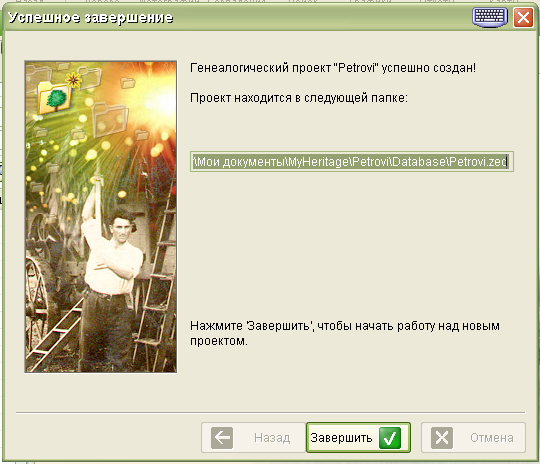 Успешное завершение
Генеалогический проект "Petrovi" успешно создан!
Проект находится в следующей папке:
\Мои документы\MyHeritage\Petrovi\Database\Petrovi.zed
Нажмите 'Завершить', чтобы начать работу над новым
проектом.
Назад
Завершить
Отмена